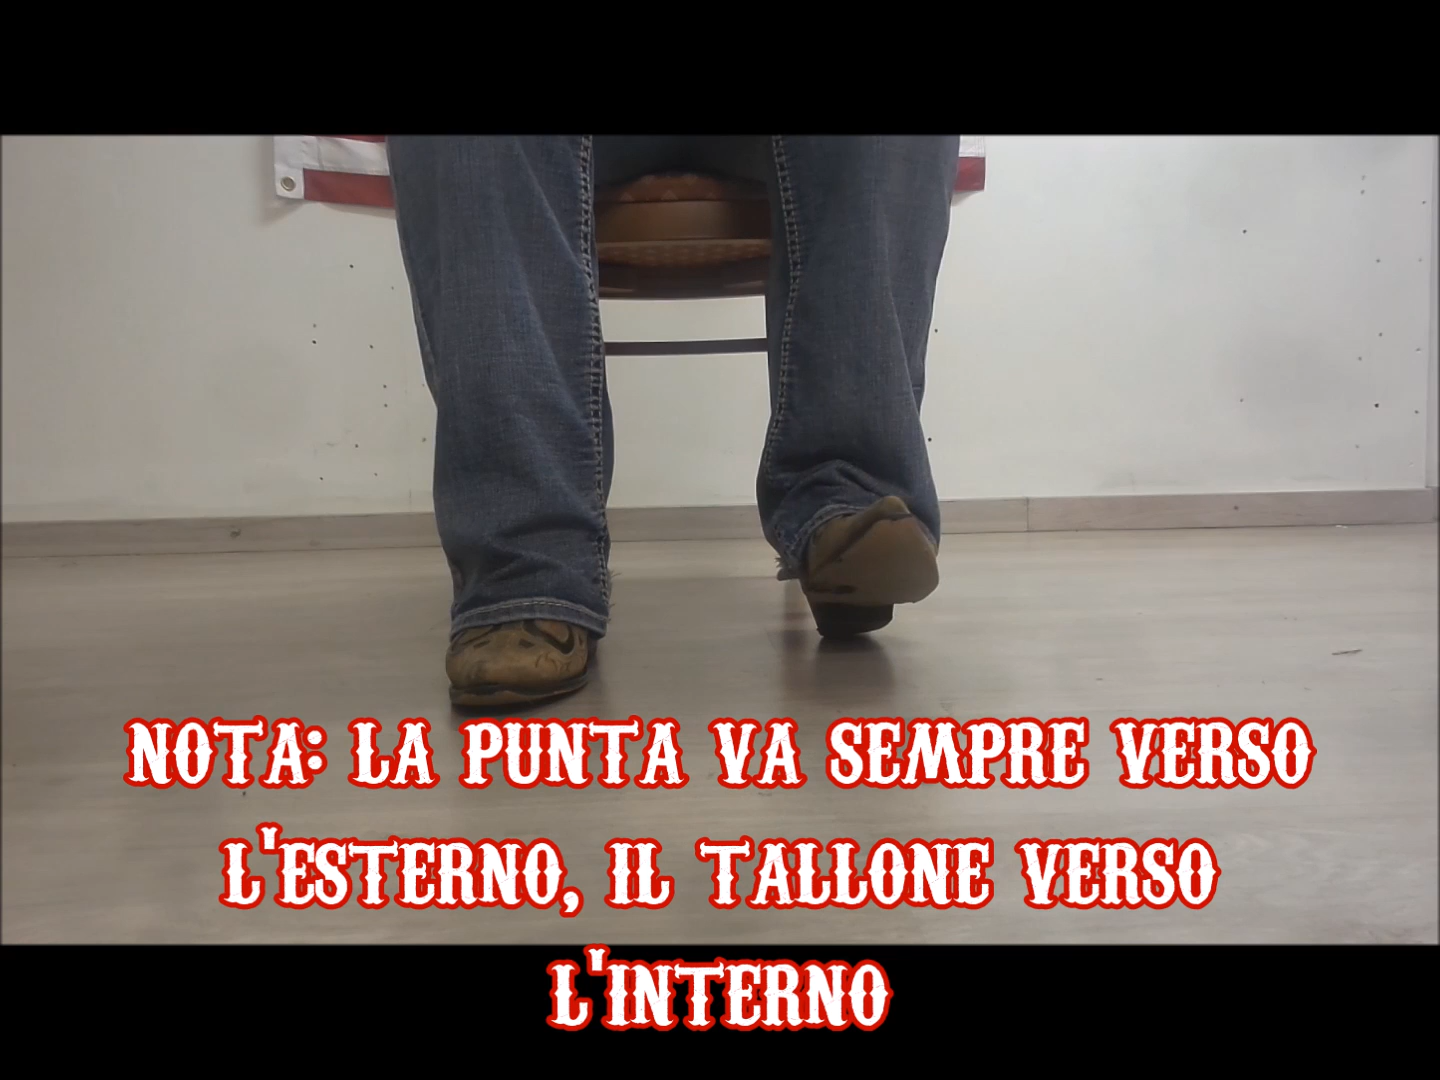 NOTA: LA PUNTA VA SEMPRE VERSO
L'ESTERNO, IL TALLONE VERSO
L'INTERNO